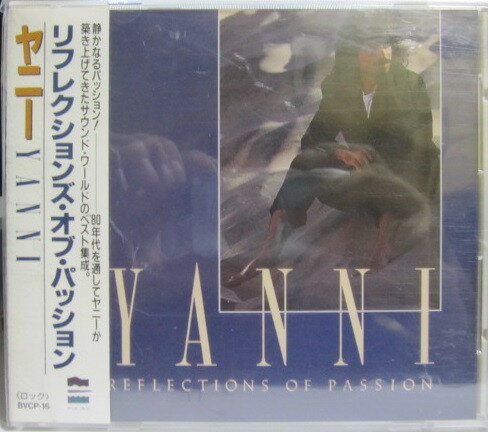 静かなるパッション!
'80年代を通してヤニーが
築き上げてきたサウンド・ワールドのベスト集成。
リフレクションズ・オブ・パッション
ヤニー YANNI
〈ロック〉
BVCP-16
YANNI
REFLECTIONS OF PASSION